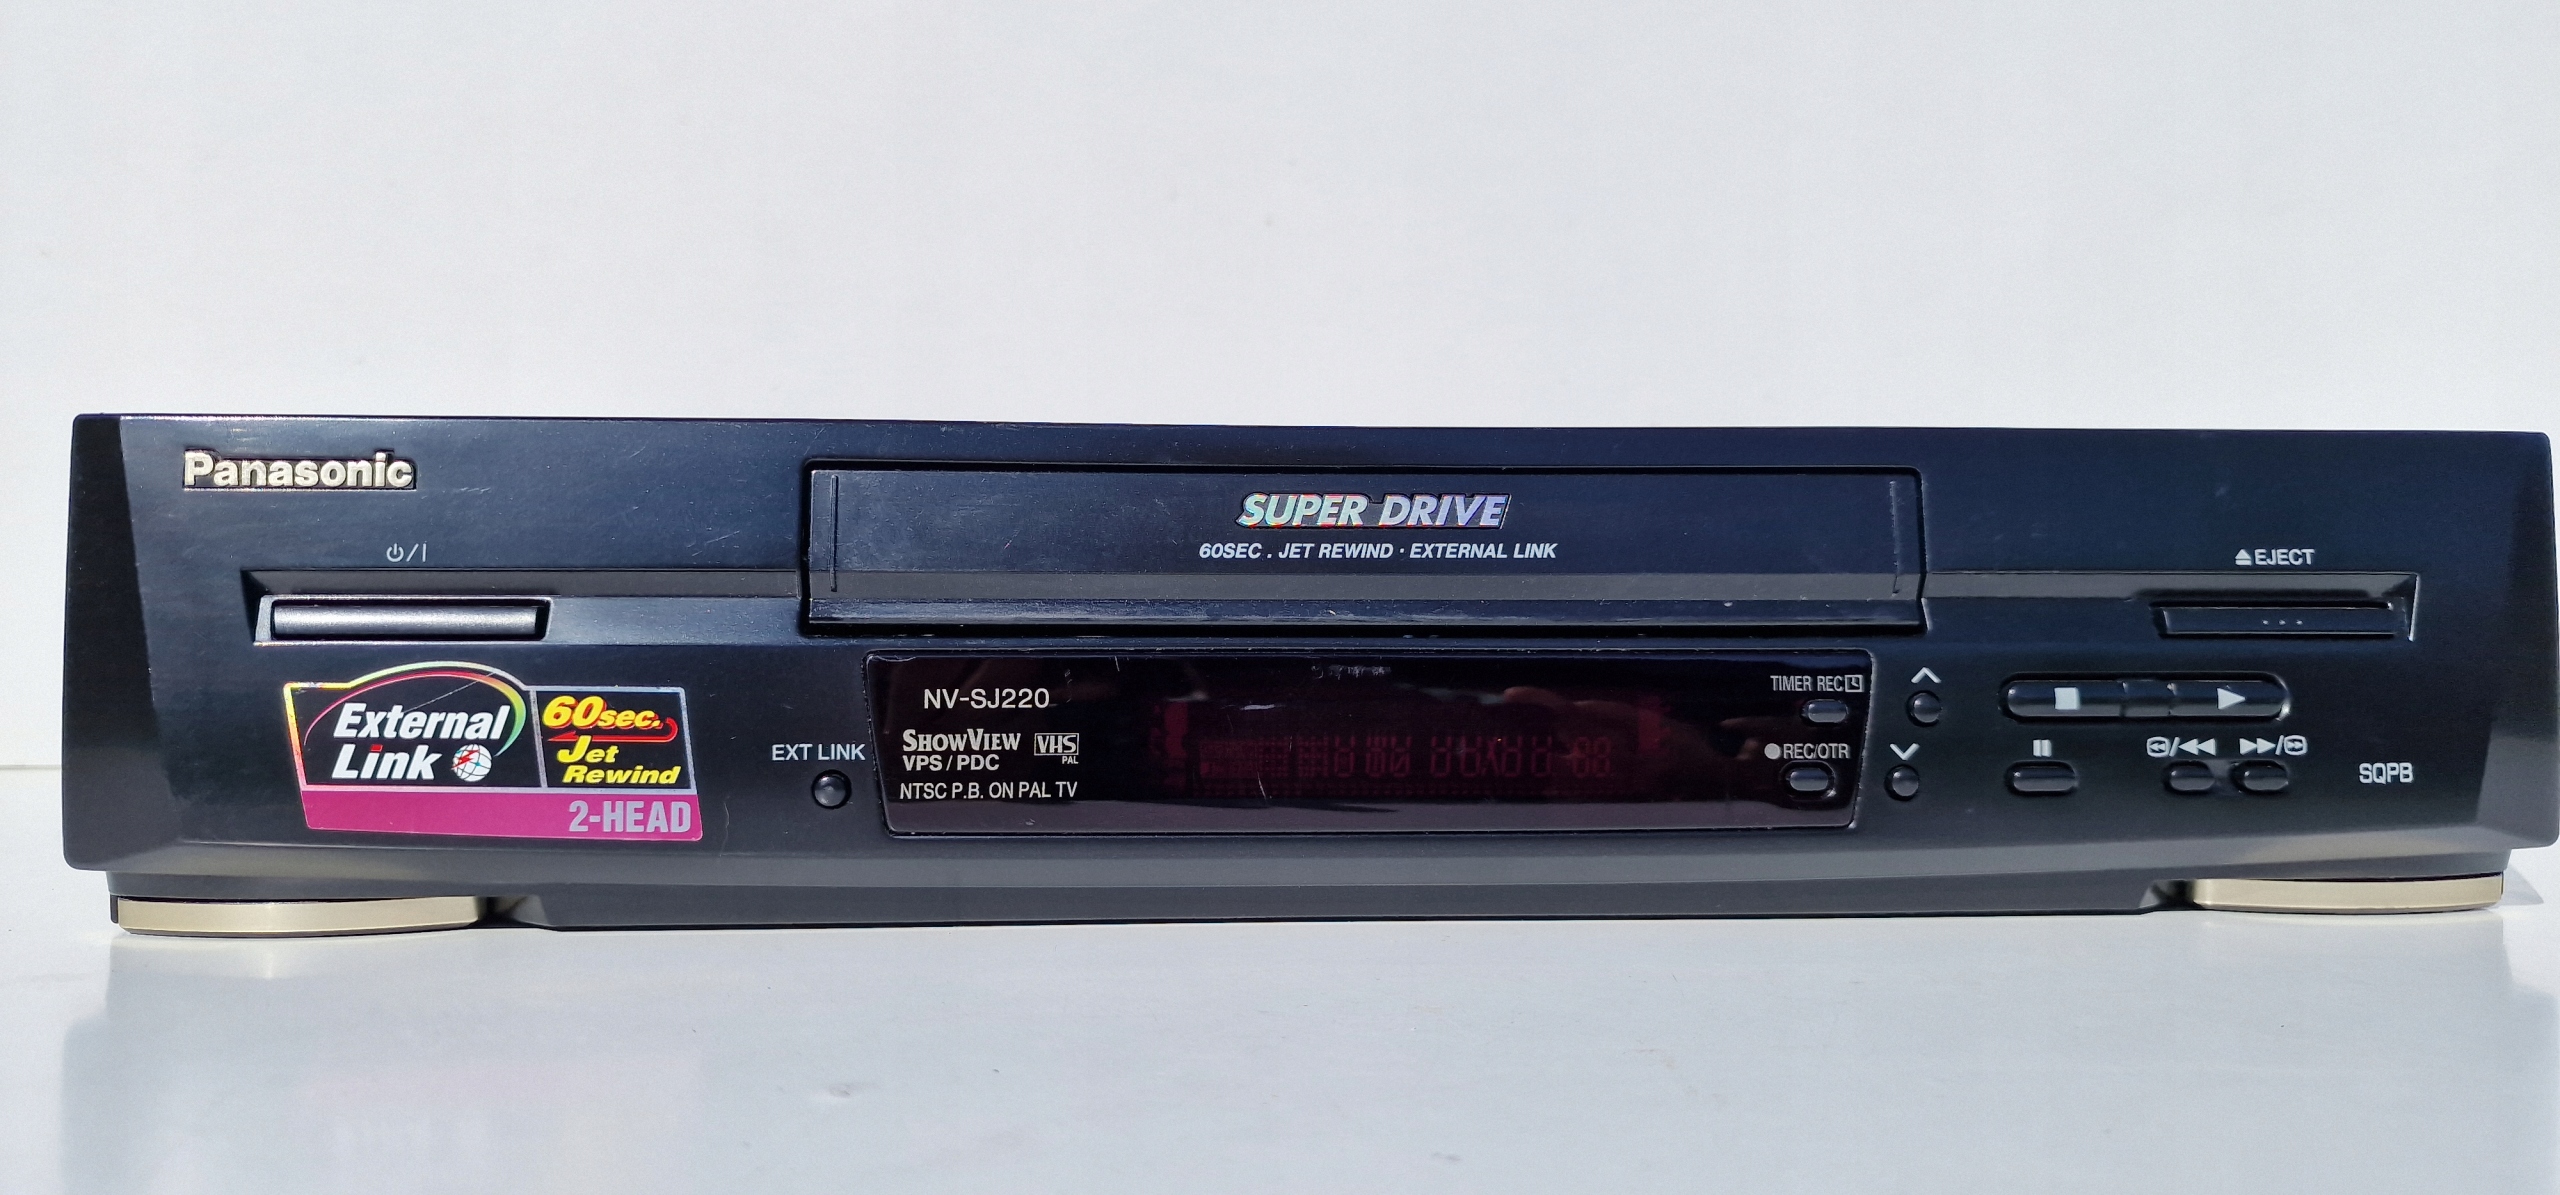 Panasonic
SUPER DRIVE
60SEC . JET REWIND · EXTERNAL LINK
⏻/I
⏏EJECT
External
Link
60sec.
Jet
Rewind
2-HEAD
EXT LINK
NV-SJ220
SHOWVIEW
VPS/PDC
VHS
PAL
NTSC P.B. ON PAL TV
TIMER REC
●REC/OTR
SQPB